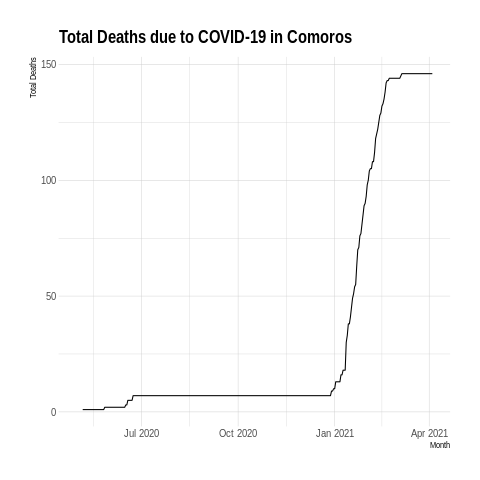 Total Deaths due to COVID-19 in Comoros
Total Deaths
150
100
50
0
Jul 2020 Oct 2020 Jan 2021 Apr 2021
Month